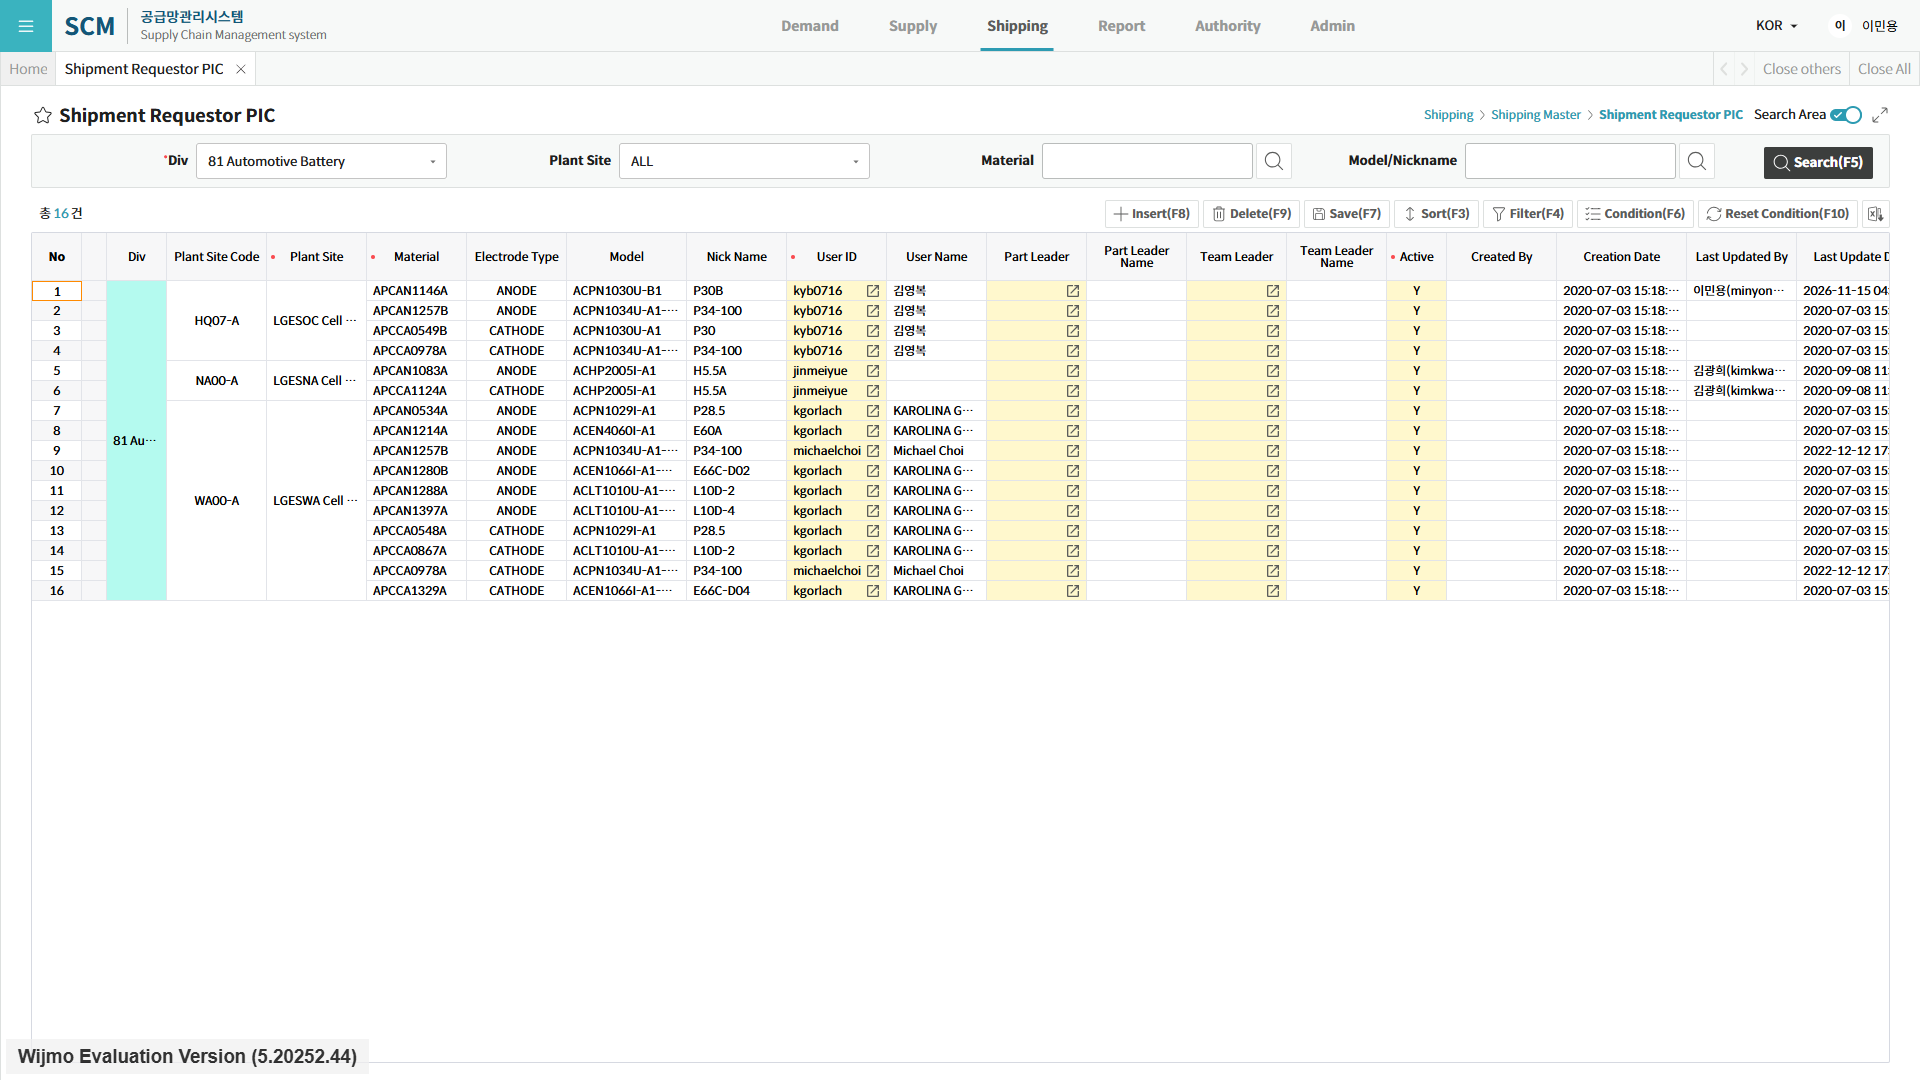 SCM 공급망관리시스템 Supply Chain Management system
Demand Supply Shipping Report Authority Admin
KOR 이 이민용
Home Shipment Requestor PIC Close others Close All
Shipment Requestor PIC
Shipping > Shipping Master > Shipment Requestor PIC Search Area
*Div 81 Automotive Battery Plant Site ALL Material Model/Nickname Search(F5)
총 16 건
Insert(F8) Delete(F9) Save(F7) Sort(F3) Filter(F4) Condition(F6) Reset Condition(F10)
No Div Plant Site Code Plant Site Material Electrode Type Model Nick Name User ID User Name Part Leader Part Leader Name Team Leader Team Leader Name Active Created By Creation Date Last Updated By Last Update D
81 Au···
HQ07-A LGESOC Cell ···
1 APCAN1146A ANODE ACPN1030U-B1 P30B kyb0716 김영복 Y 2020-07-03 15:18:··· 이민용(minyon··· 2026-11-15 04:
2 APCAN1257B ANODE ACPN1034U-A1-··· P34-100 kyb0716 김영복 Y 2020-07-03 15:18:··· 2020-07-03 15:
3 APCCA0549B CATHODE ACPN1030U-A1 P30 kyb0716 김영복 Y 2020-07-03 15:18:··· 2020-07-03 15:
4 APCCA0978A CATHODE ACPN1034U-A1-··· P34-100 kyb0716 김영복 Y 2020-07-03 15:18:··· 2020-07-03 15:
NA00-A LGESNA Cell ···
5 APCAN1083A ANODE ACHP2005I-A1 H5.5A jinmeiyue Y 2020-07-03 15:18:··· 김광희(kimkwa··· 2020-09-08 11:
6 APCCA1124A CATHODE ACHP2005I-A1 H5.5A jinmeiyue Y 2020-07-03 15:18:··· 김광희(kimkwa··· 2020-09-08 11:
WA00-A LGESWA Cell ···
7 APCAN0534A ANODE ACPN1029I-A1 P28.5 kgorlach KAROLINA G··· Y 2020-07-03 15:18:··· 2020-07-03 15:
8 APCAN1214A ANODE ACEN4060I-A1 E60A kgorlach KAROLINA G··· Y 2020-07-03 15:18:··· 2020-07-03 15:
9 APCAN1257B ANODE ACPN1034U-A1-··· P34-100 michaelchoi Michael Choi Y 2020-07-03 15:18:··· 2022-12-12 17:
10 APCAN1280B ANODE ACEN1066I-A1-··· E66C-D02 kgorlach KAROLINA G··· Y 2020-07-03 15:18:··· 2020-07-03 15:
11 APCAN1288A ANODE ACLT1010U-A1-··· L10D-2 kgorlach KAROLINA G··· Y 2020-07-03 15:18:··· 2020-07-03 15:
12 APCAN1397A ANODE ACLT1010U-A1-··· L10D-4 kgorlach KAROLINA G··· Y 2020-07-03 15:18:··· 2020-07-03 15:
13 APCCA0548A CATHODE ACPN1029I-A1 P28.5 kgorlach KAROLINA G··· Y 2020-07-03 15:18:··· 2020-07-03 15:
14 APCCA0867A CATHODE ACLT1010U-A1-··· L10D-2 kgorlach KAROLINA G··· Y 2020-07-03 15:18:··· 2020-07-03 15:
15 APCCA0978A CATHODE ACPN1034U-A1-··· P34-100 michaelchoi Michael Choi Y 2020-07-03 15:18:··· 2022-12-12 17:
16 APCCA1329A CATHODE ACEN1066I-A1-··· E66C-D04 kgorlach KAROLINA G··· Y 2020-07-03 15:18:··· 2020-07-03 15:
Wijmo Evaluation Version (5.20252.44)